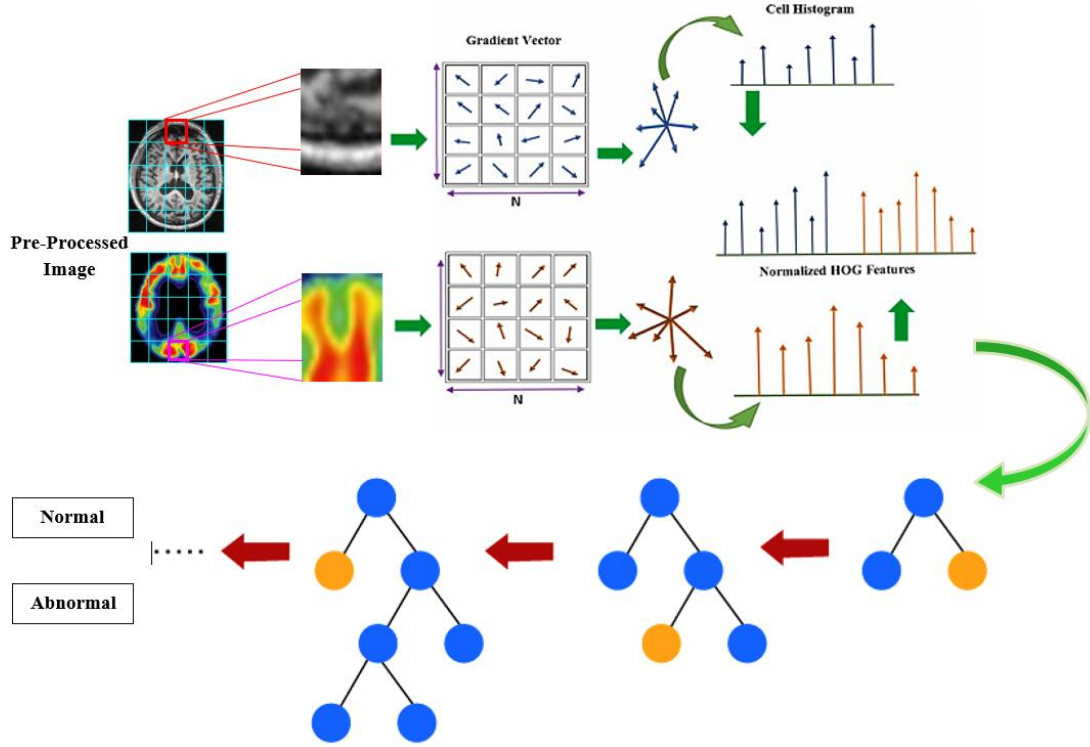 Cell Histogram
Gradient Vector
N
Pre-Processed
Image
Normalized HOG Features
N
Normal
Abnormal